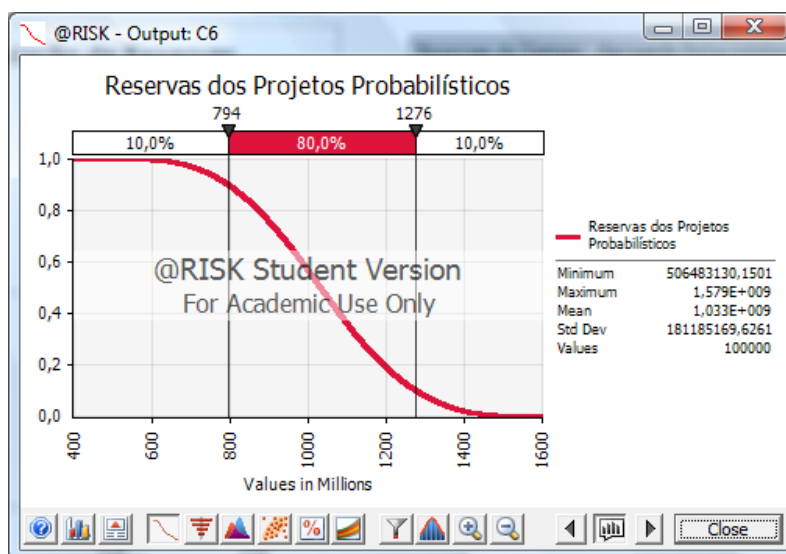 @RISK - Output: C6
Reservas dos Projetos Probabilísticos
794 1276
10,0% 80,0% 10,0%
1,0
0,8
0,6
0,4
0,2
0,0
400 600 800 1000 1200 1400 1600
Values in Millions
@RISK Student Version
For Academic Use Only
Reservas dos Projetos
Probabilísticos
Minimum 506483130,1501
Maximum 1,579E+009
Mean 1,033E+009
Std Dev 181185169,6261
Values 100000
Close